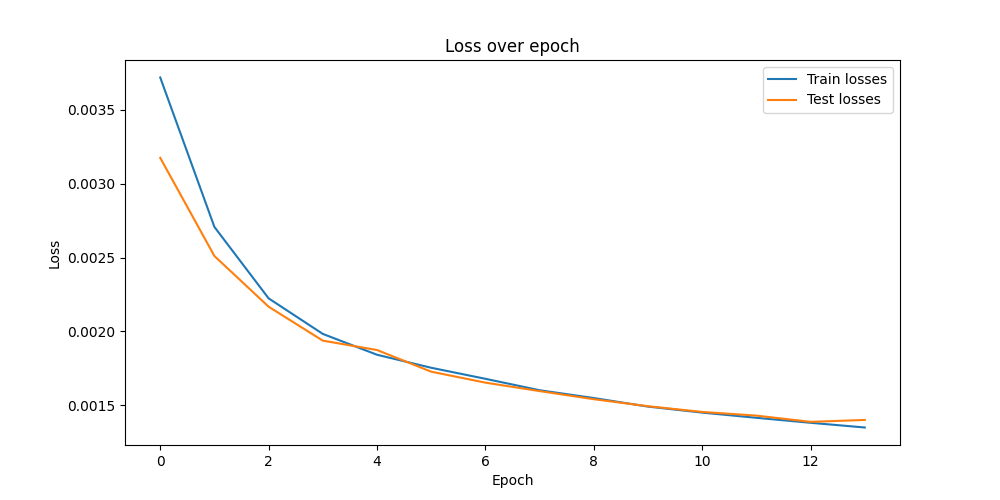 Loss over epoch
Train losses
Test losses
0.0035
0.0030
0.0025
0.0020
0.0015
Loss
0 2 4 6 8 10 12
Epoch